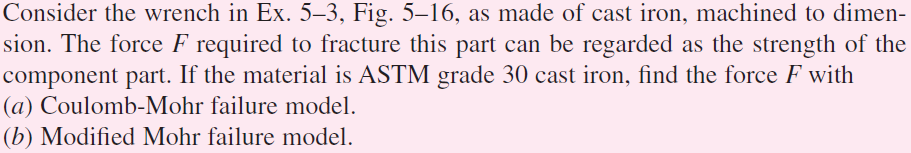 Consider the wrench in Ex. 5–3, Fig. 5–16, as made of cast iron, machined to dimen-
sion. The force F required to fracture this part can be regarded as the strength of the
component part. If the material is ASTM grade 30 cast iron, find the force F with
(a) Coulomb-Mohr failure model.
(b) Modified Mohr failure model.